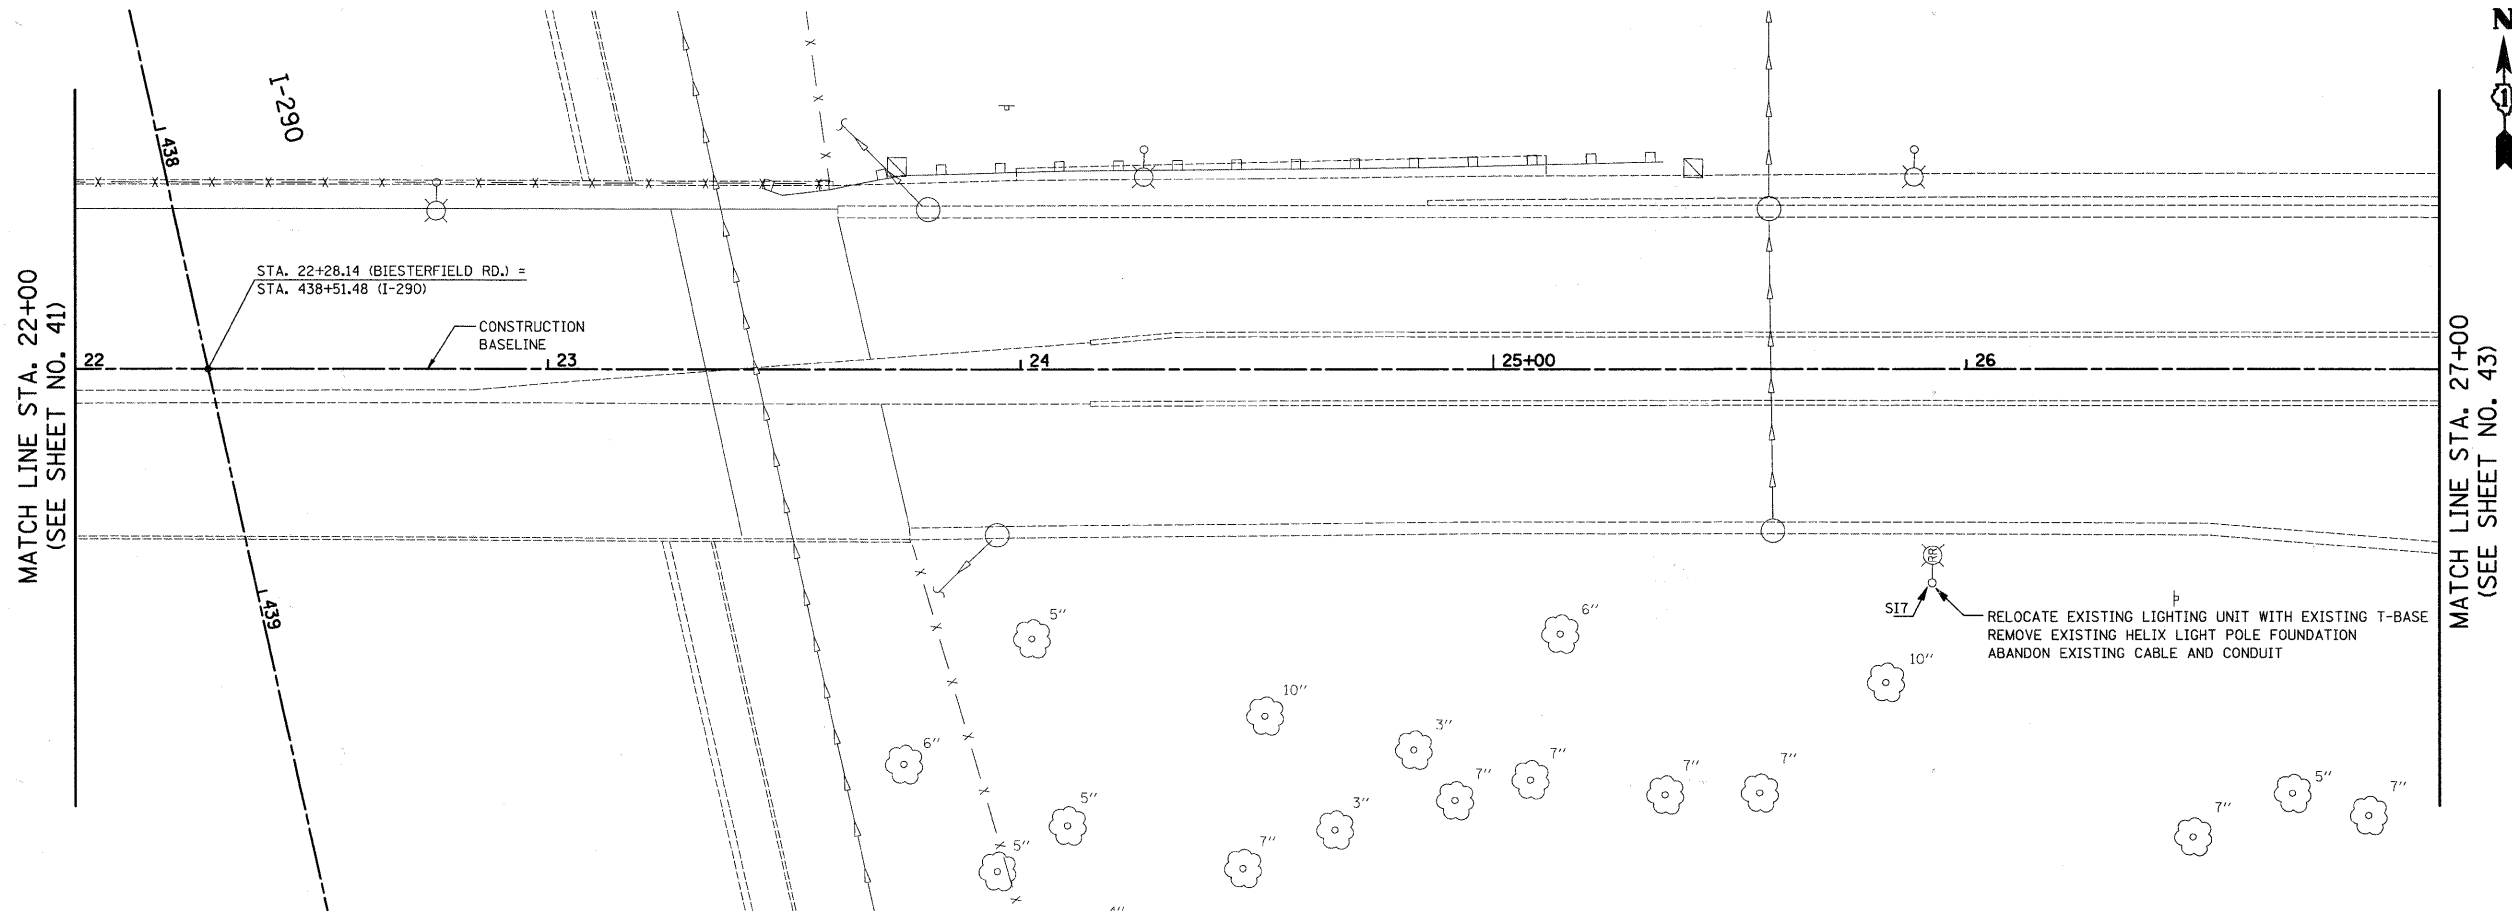 N
1
I-290
438
STA. 22+28.14 (BIESTERFIELD RD.) =
STA. 438+51.48 (I-290)
MATCH LINE STA. 22+00
(SEE SHEET NO. 41)
CONSTRUCTION
BASELINE
22
23
24
25+00
26
MATCH LINE STA. 27+00
(SEE SHEET NO. 43)
439
RR
SI7
RELOCATE EXISTING LIGHTING UNIT WITH EXISTING T-BASE
REMOVE EXISTING HELIX LIGHT POLE FOUNDATION
ABANDON EXISTING CABLE AND CONDUIT
5"
6"
10"
10"
3"
6"
7"
7"
7"
7"
5"
7"
5"
3"
7"
5"
7"